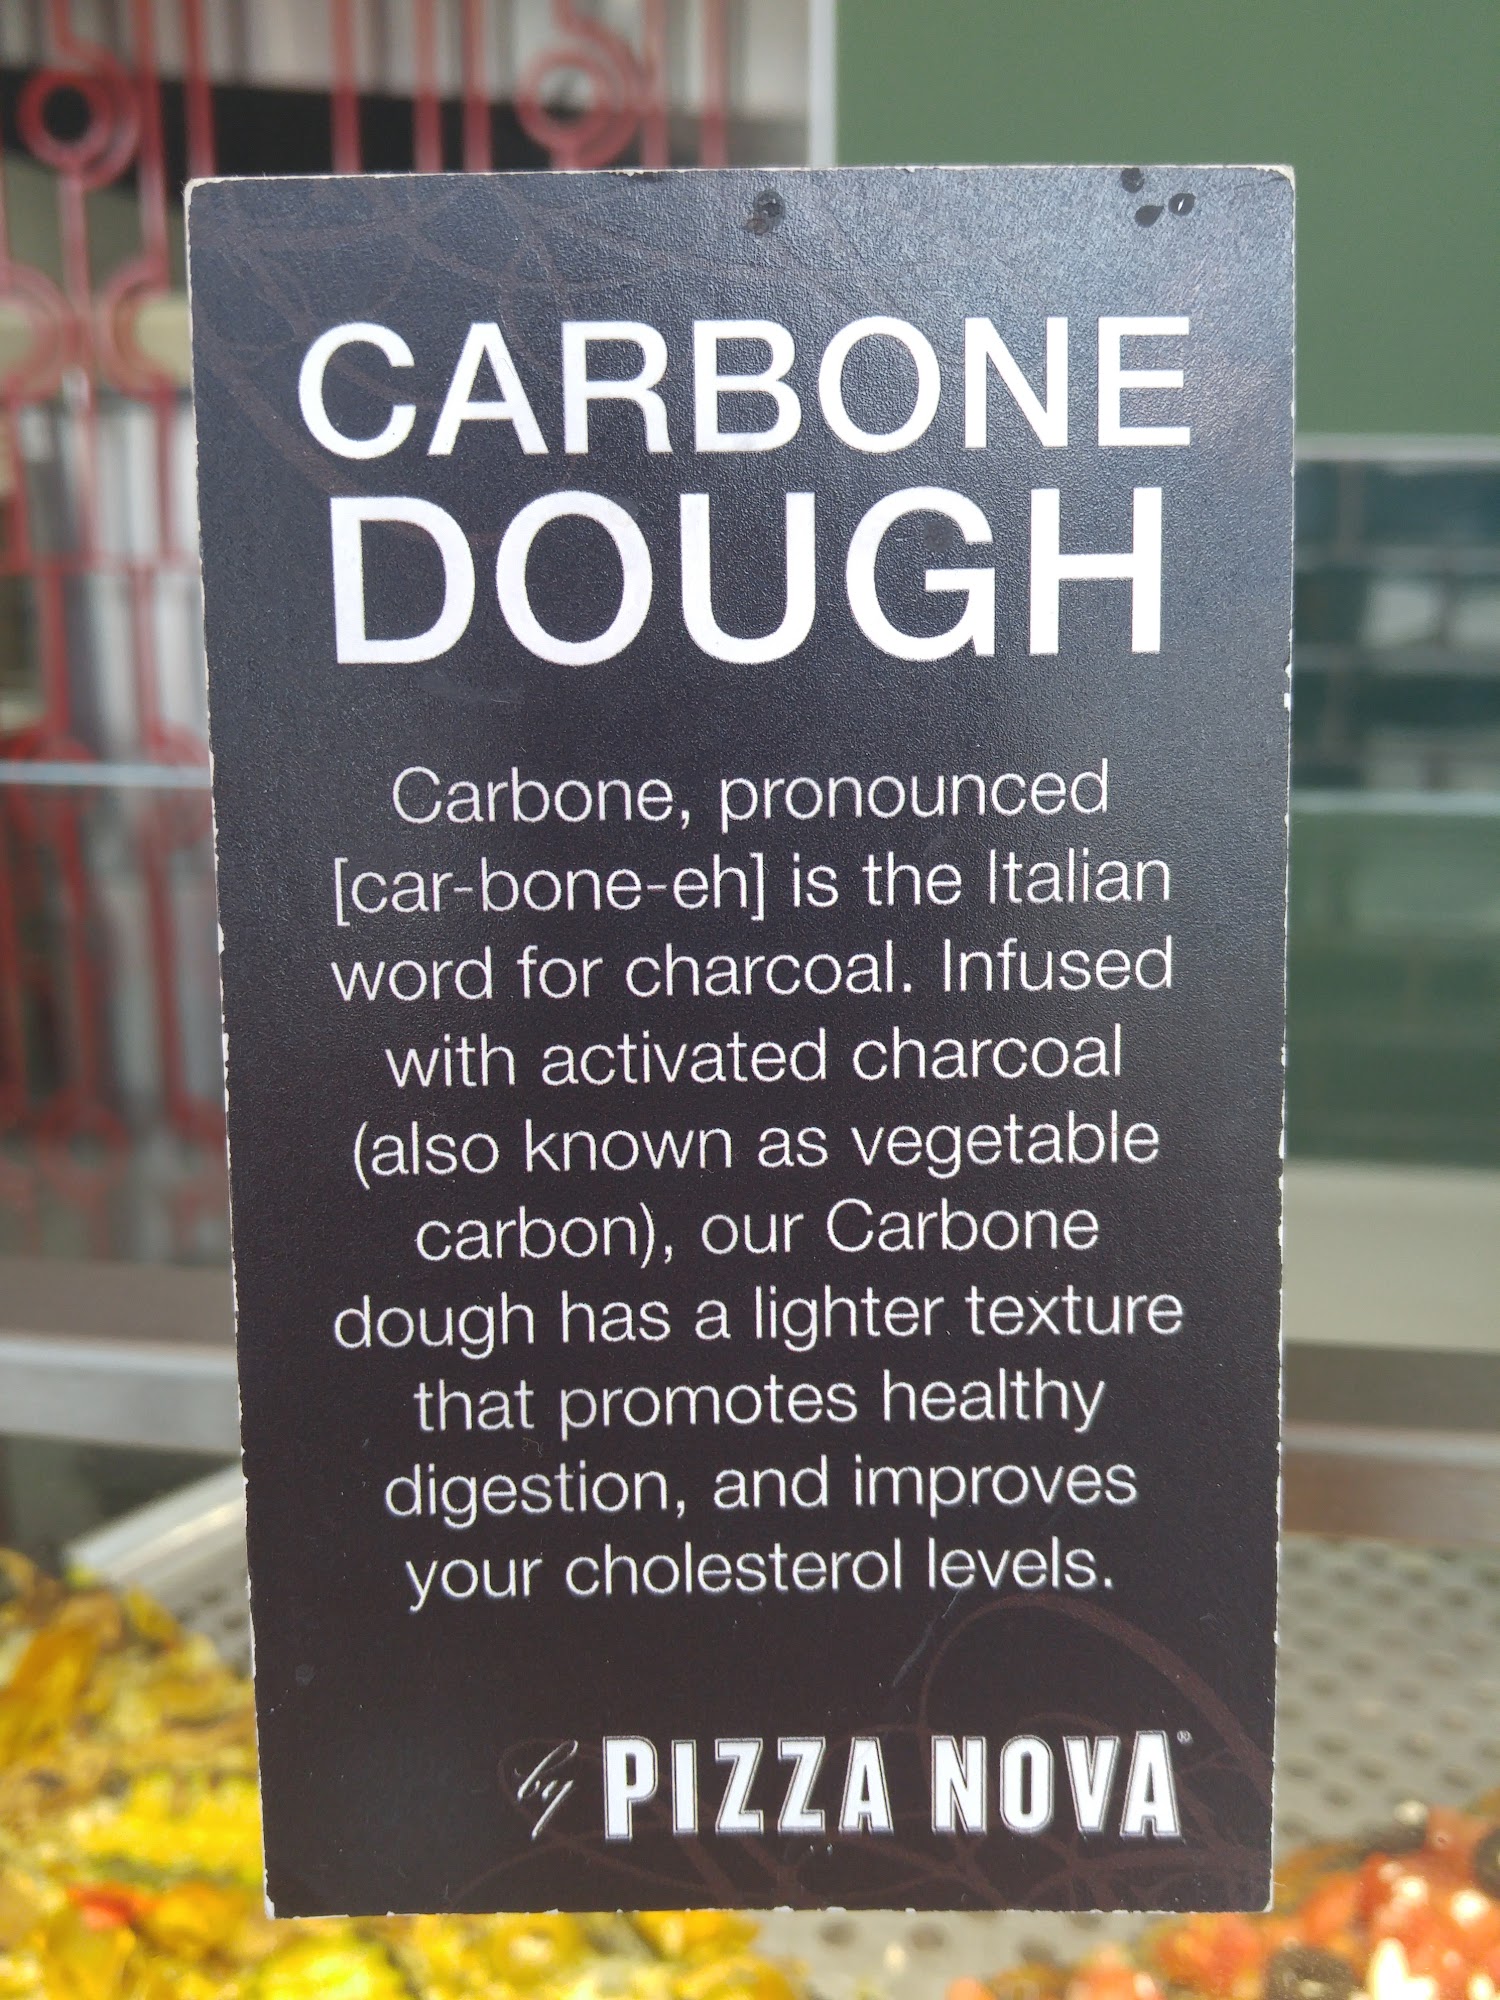 CARBONE
DOUGH
Carbone, pronounced
[car-bone-eh] is the Italian
word for charcoal. Infused
with activated charcoal
(also known as vegetable
carbon), our Carbone
dough has a lighter texture
that promotes healthy
digestion, and improves
your cholesterol levels.
by PIZZA NOVA®